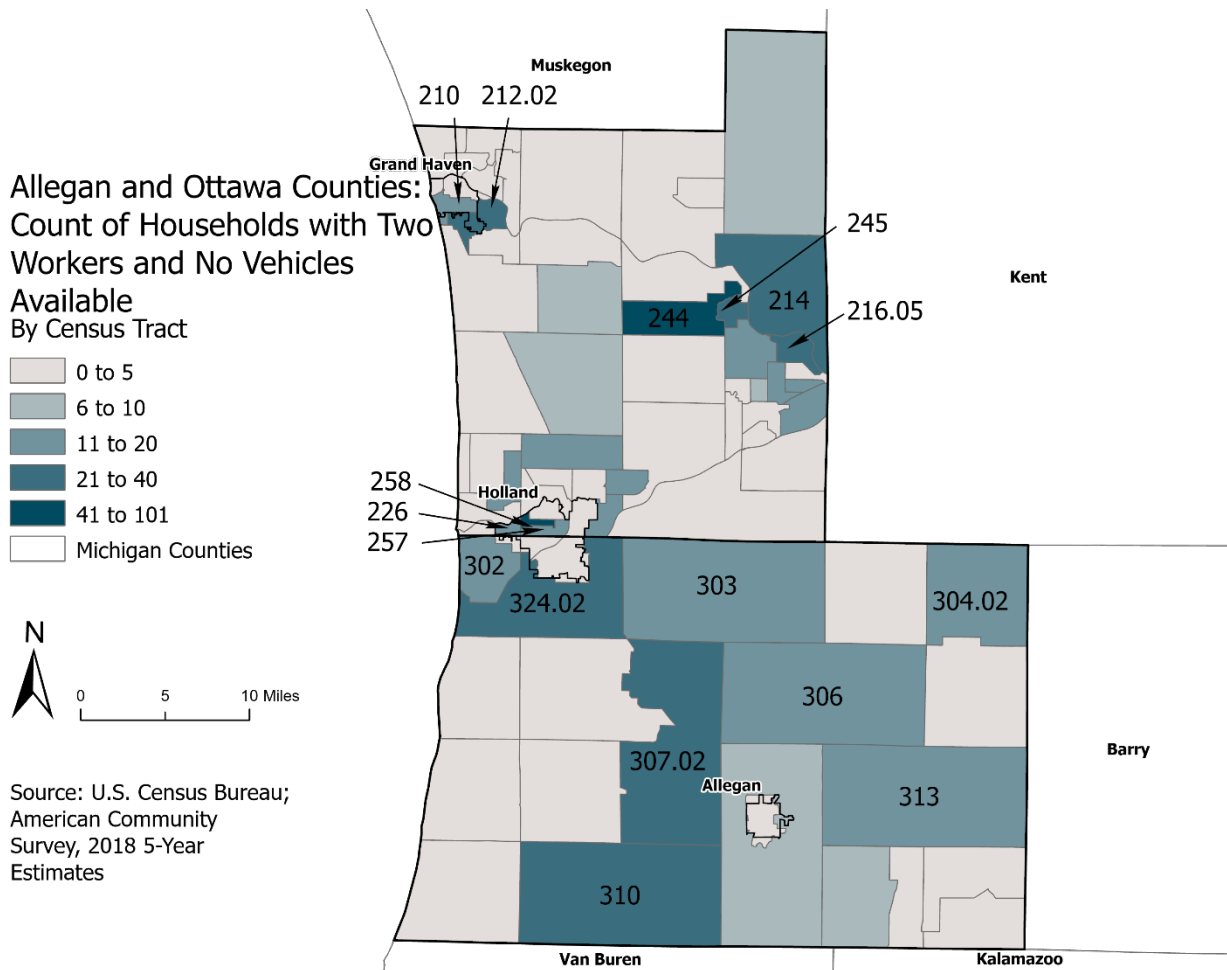 Muskegon
210
212.02
Grand Haven
Allegan and Ottawa Counties:
Count of Households with Two
Workers and No Vehicles
Available
By Census Tract
0 to 5
6 to 10
11 to 20
21 to 40
41 to 101
Michigan Counties
245
Kent
214
216.05
244
258
Holland
226
257
302
324.02
303
304.02
N
0 5 10 Miles
306
307.02
Barry
Allegan
313
Source: U.S. Census Bureau;
American Community
Survey, 2018 5-Year
Estimates
310
Van Buren
Kalamazoo